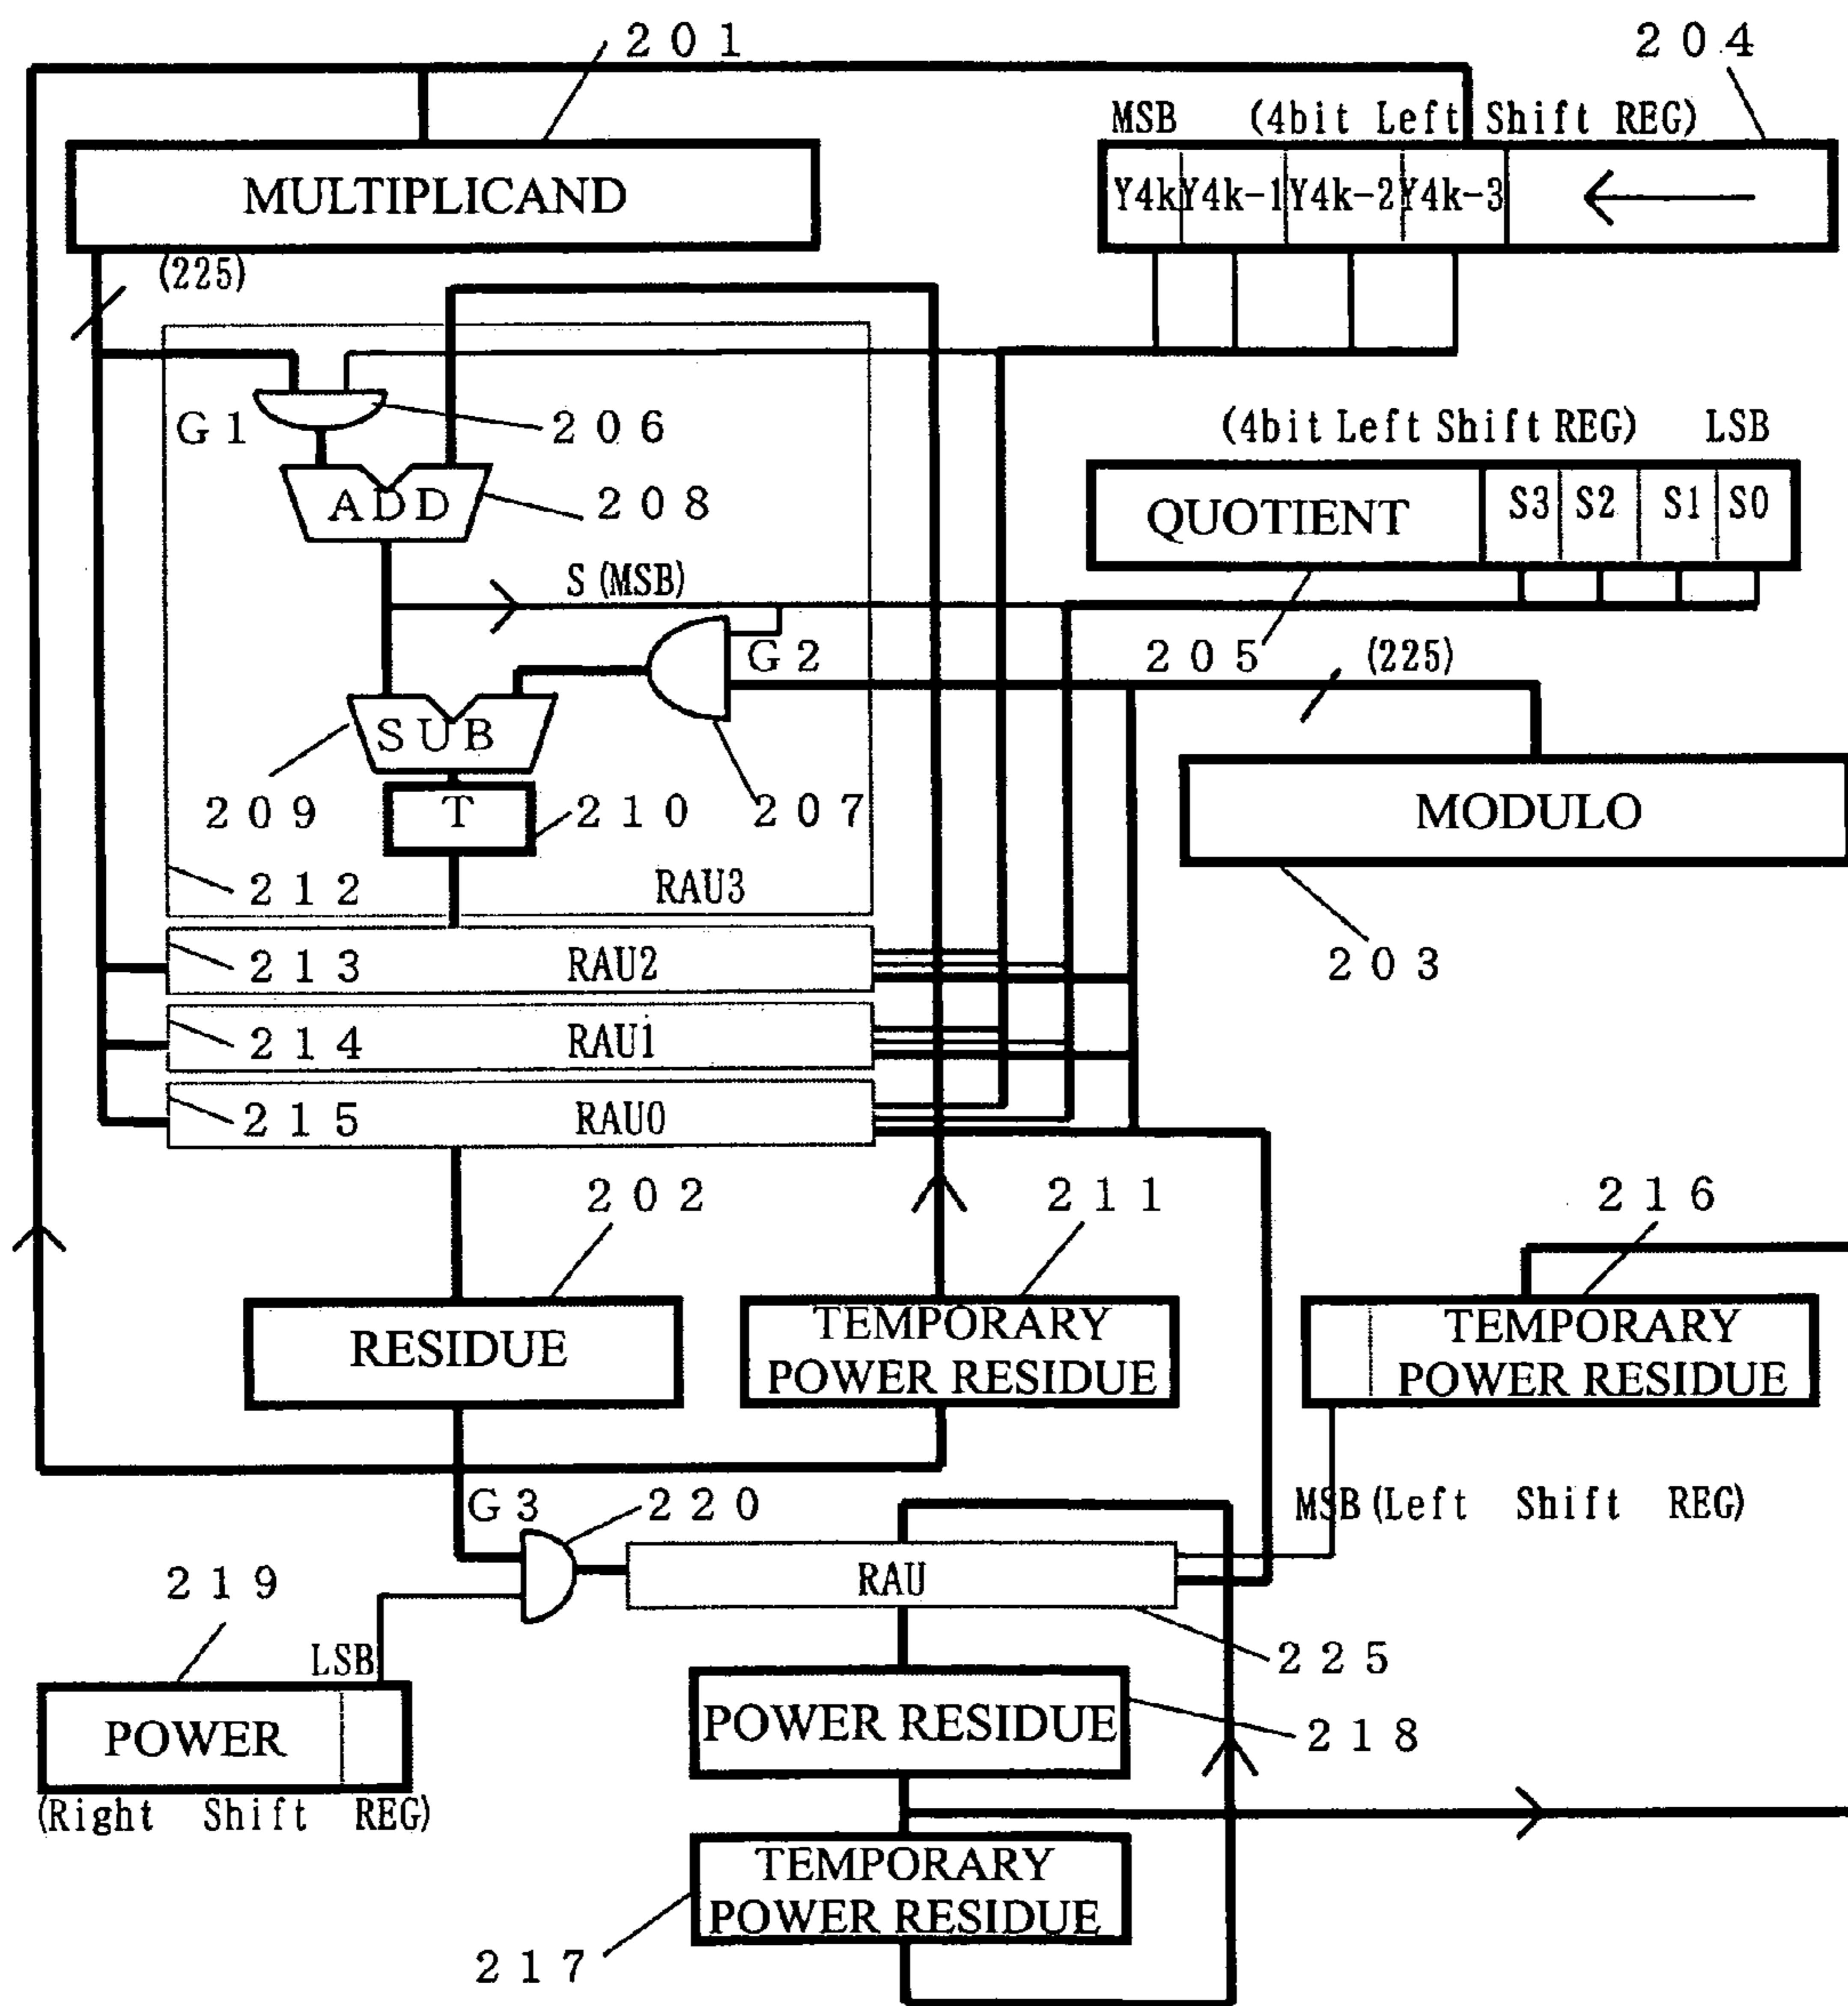 201
204
MSB (4bit Left Shift REG)
MULTIPLICAND
Y4k Y4k-1 Y4k-2 Y4k-3
(225)
G1
206
(4bit Left Shift REG) LSB
ADD
208
QUOTIENT S3 S2 S1 S0
S (MSB)
G2
205
(225)
SUB
209
T
210
207
MODULO
212
RAU3
213
RAU2
203
214
RAU1
215
RAU0
202
211
216
RESIDUE
TEMPORARY
POWER RESIDUE
TEMPORARY
POWER RESIDUE
G3
220
MSB (Left Shift REG)
219
RAU
LSB
225
POWER
POWER RESIDUE
218
(Right Shift REG)
TEMPORARY
POWER RESIDUE
217